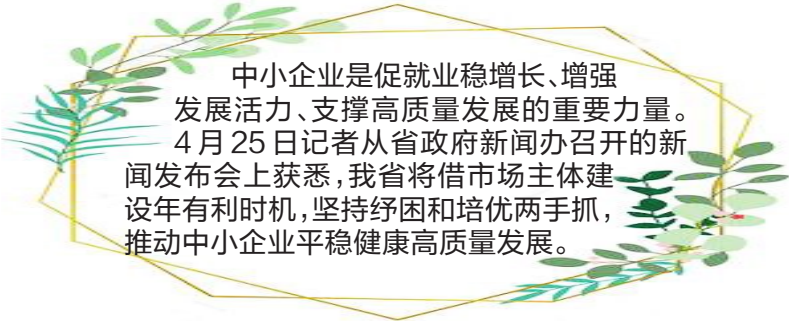 中小企业是促就业稳增长、增强
发展活力、支撑高质量发展的重要力量。
4月25日记者从省政府新闻办召开的新
闻发布会上获悉,我省将借市场主体建
设年有利时机,坚持纾困和培优两手抓,
推动中小企业平稳健康高质量发展。